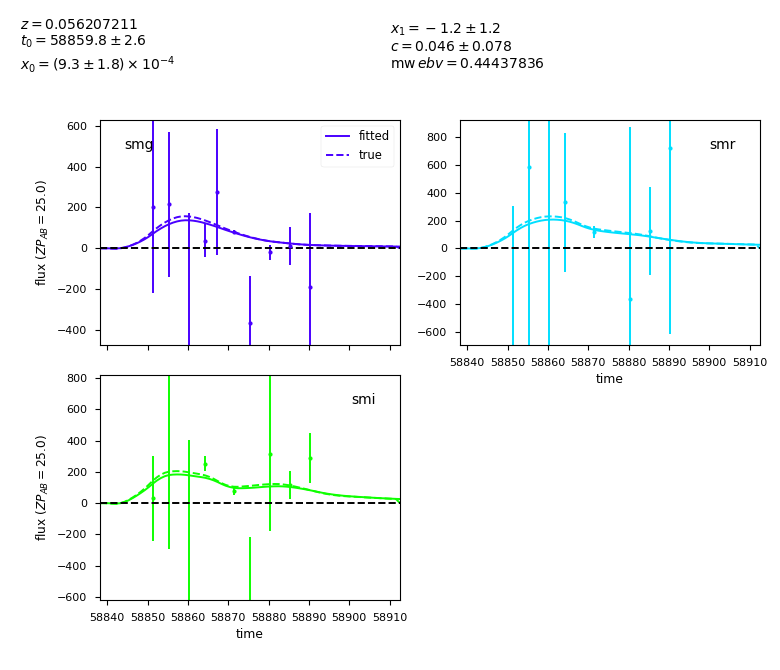 z = 0.056207211
t₀ = 58859.8 ± 2.6
x₀ = (9.3 ± 1.8) × 10⁻⁴
x₁ = −1.2 ± 1.2
c = 0.046 ± 0.078
mw ebv = 0.44437836
smg
fitted
true
600
400
200
0
−200
−400
flux (ZP_AB = 25.0)
smr
800
600
400
200
0
−200
−400
−600
58840 58850 58860 58870 58880 58890 58900 58910
time
smi
800
600
400
200
0
−200
−400
−600
flux (ZP_AB = 25.0)
58840 58850 58860 58870 58880 58890 58900 58910
time